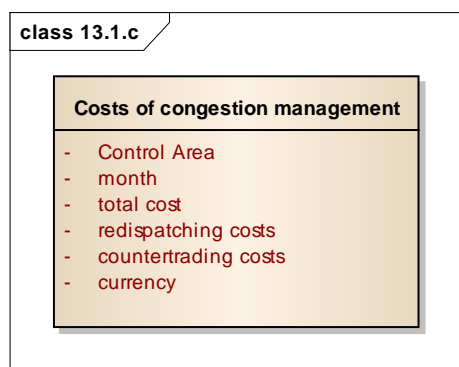 class 13.1.c
Costs of congestion management
- Control Area
- month
- total cost
- redispatching costs
- countertrading costs
- currency